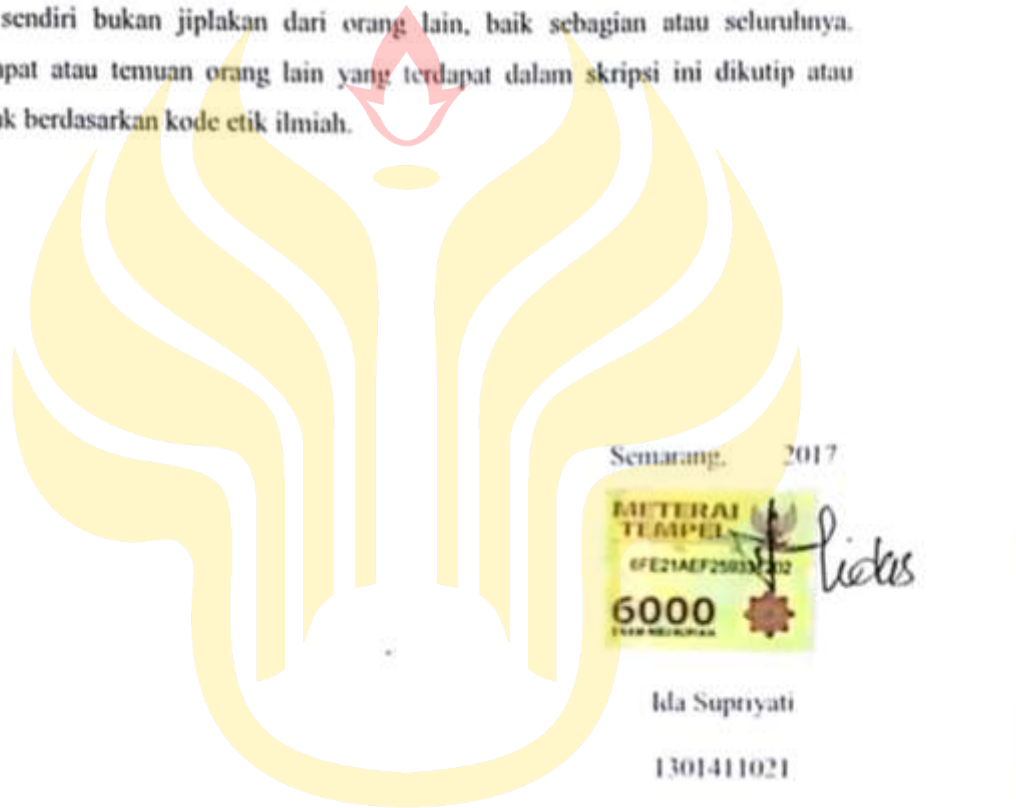 sendiri bukan jiplakan dari orang lain, baik sebagian atau seluruhnya.
pat atau temuan orang lain yang terdapat dalam skripsi ini dikutip atau
k berdasarkan kode etik ilmiah.
Semarang, 2017
METERAI
TEMPEL
6000
Ida Supriyati
1301411021